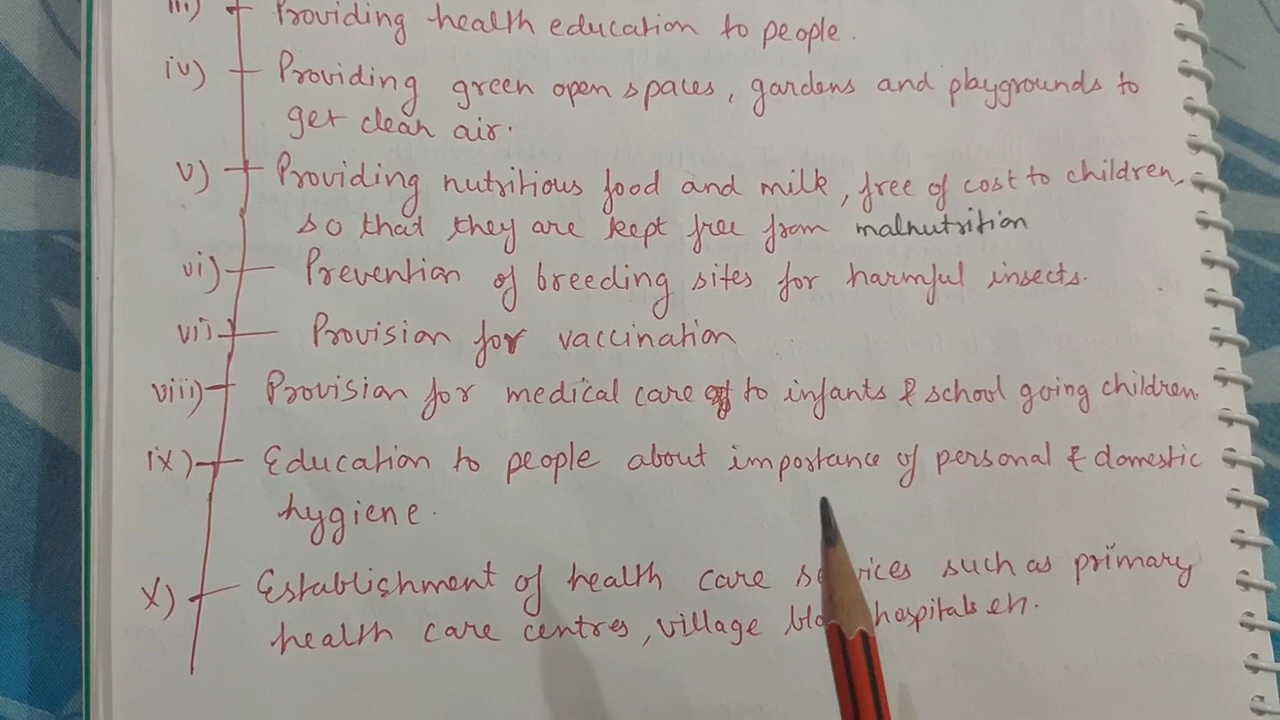 iii) Providing health education to people.
iv) Providing green open spaces, gardens and playgrounds to
get clean air.
v) Providing nutritious food and milk, free of cost to children,
so that they are kept free from malnutrition
vi) Prevention of breeding sites for harmful insects.
vii) Provision for vaccination
viii) Provision for medical care to infants & school going children
ix) Education to people about importance of personal & domestic
hygiene.
x) Establishment of health care such as primary
health care centres, village hospitals